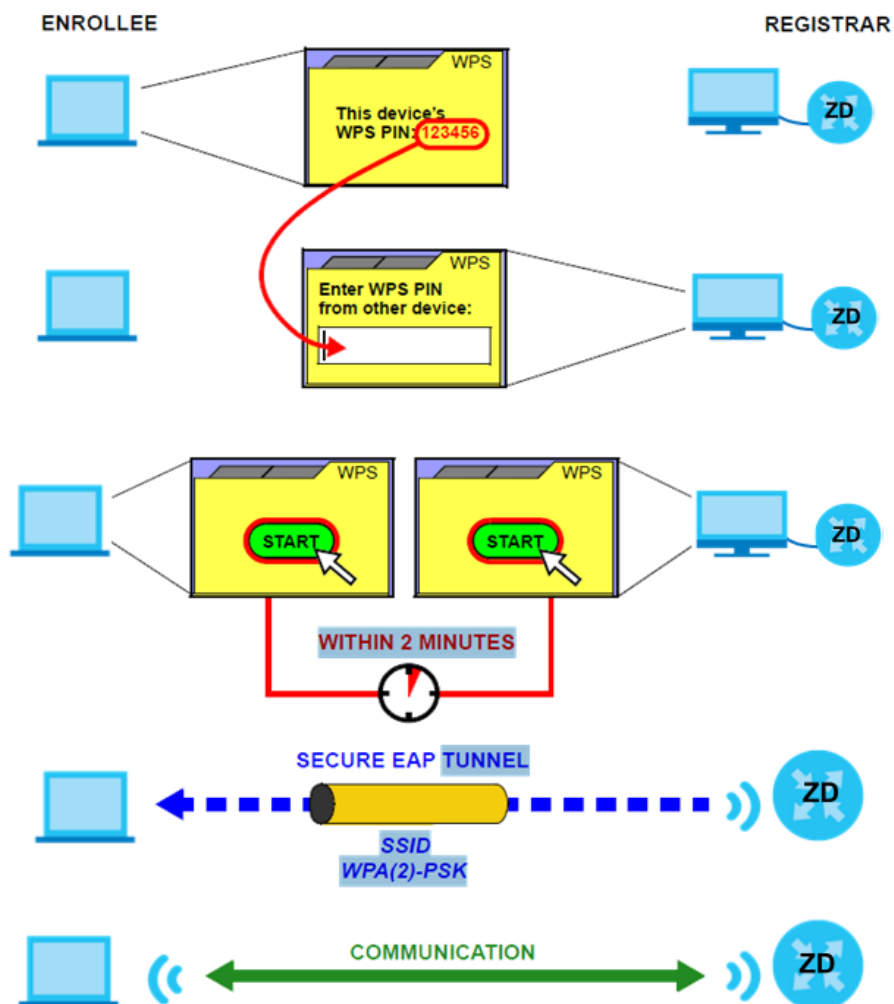 ENROLLEE
REGISTRAR
WPS
This device's
WPS PIN: 123456
ZD
WPS
Enter WPS PIN
from other device:
ZD
WPS
START
WPS
START
ZD
WITHIN 2 MINUTES
SECURE EAP TUNNEL
SSID
WPA(2)-PSK
ZD
COMMUNICATION
ZD